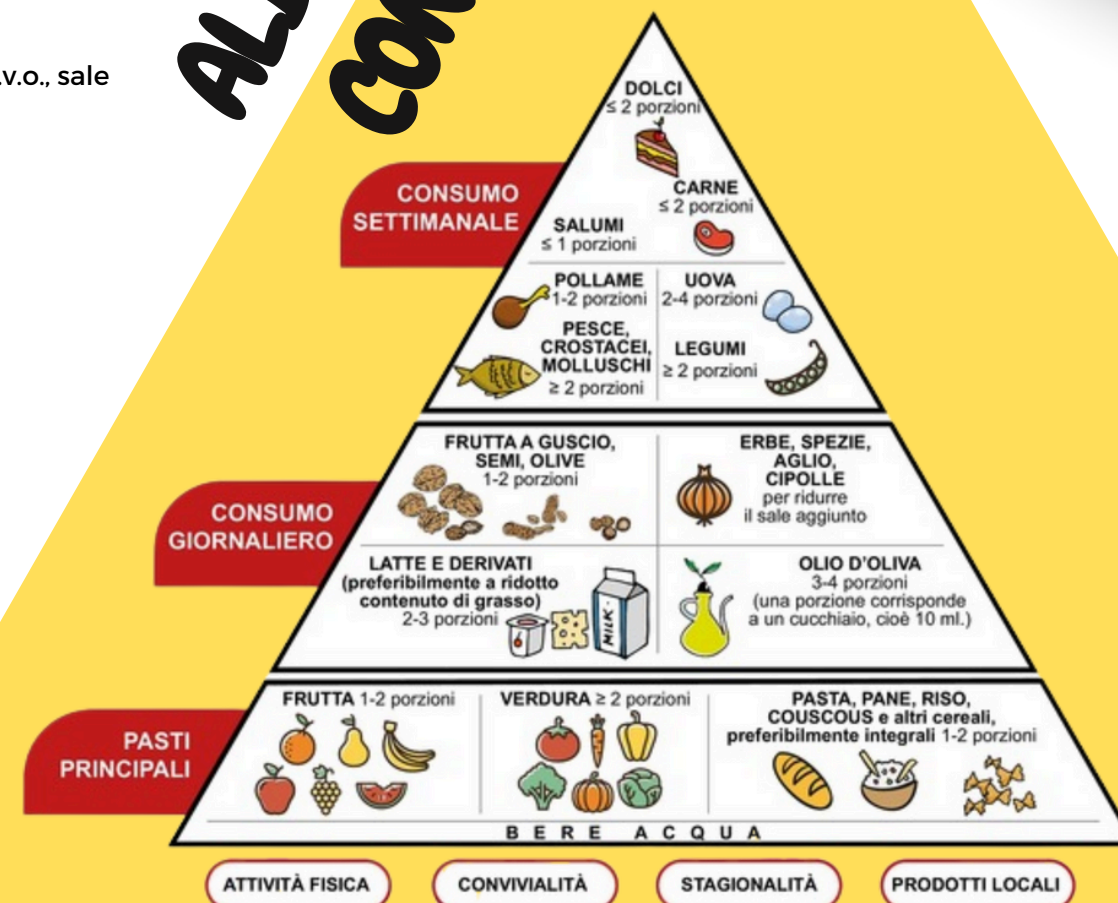 .v.o., sale
DOLCI
≤ 2 porzioni
CARNE
≤ 2 porzioni
SALUMI
≤ 1 porzioni
CONSUMO
SETTIMANALE
POLLAME
1-2 porzioni
UOVA
2-4 porzioni
PESCE,
CROSTACEI,
MOLLUSCHI
≥ 2 porzioni
LEGUMI
≥ 2 porzioni
CONSUMO
GIORNALIERO
FRUTTA A GUSCIO,
SEMI, OLIVE
1-2 porzioni
ERBE, SPEZIE,
AGLIO,
CIPOLLE
per ridurre
il sale aggiunto
LATTE E DERIVATI
(preferibilmente a ridotto
contenuto di grasso)
2-3 porzioni
MILK
OLIO D'OLIVA
3-4 porzioni
(una porzione corrisponde
a un cucchiaio, cioè 10 ml.)
PASTI
PRINCIPALI
FRUTTA 1-2 porzioni
VERDURA ≥ 2 porzioni
PASTA, PANE, RISO,
COUSCOUS e altri cereali,
preferibilmente integrali 1-2 porzioni
BERE ACQUA
ATTIVITÀ FISICA
CONVIVIALITÀ
STAGIONALITÀ
PRODOTTI LOCALI